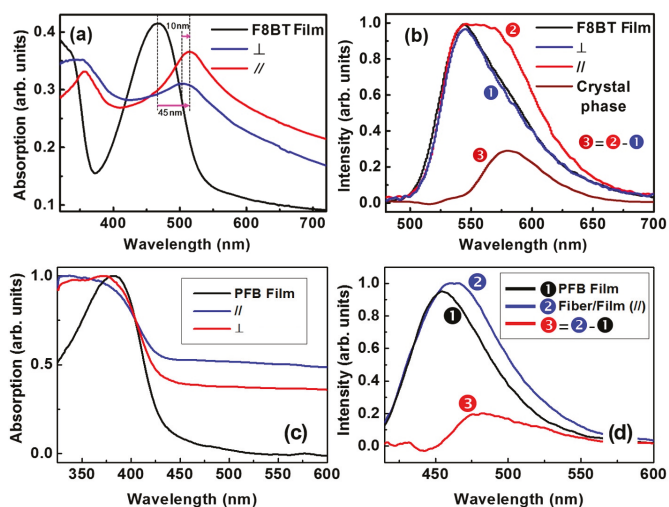 (a)
10nm
45nm
F8BT Film
⊥
//
0.4
0.3
0.2
0.1
400 500 600 700
Absorption (arb. units)
Wavelength (nm)
(b)
F8BT Film
⊥
//
Crystal
phase
2
1
3
3=2-1
1.0
0.8
0.6
0.4
0.2
0.0
500 550 600 650 700
Intensity (arb. units)
Wavelength (nm)
PFB Film
//
⊥
(c)
1.0
0.5
0.0
350 400 450 500 550 600
Absorption (arb. units)
Wavelength (nm)
1 PFB Film
2 Fiber/Film (//)
3=2-1
2
1
3
(d)
1.0
0.8
0.6
0.4
0.2
0.0
450 500 550 600
Intensity (arb. units)
Wavelength (nm)